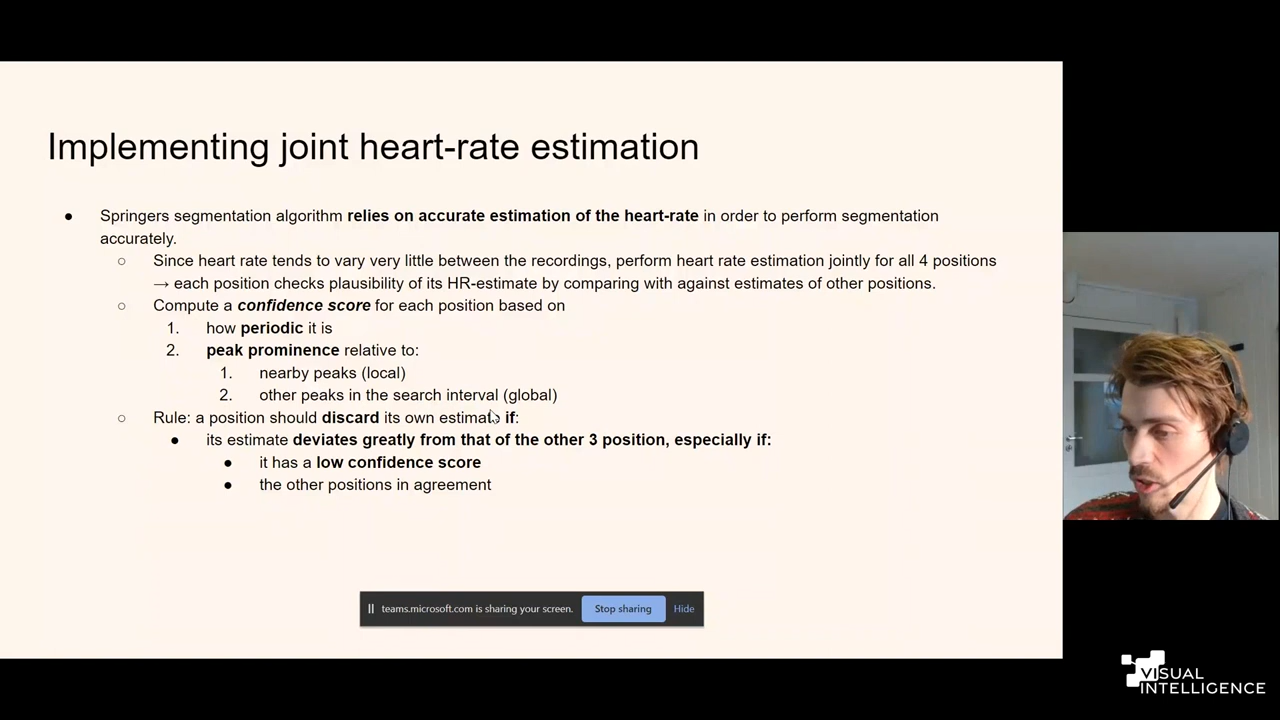 Implementing joint heart-rate estimation
● Springers segmentation algorithm relies on accurate estimation of the heart-rate in order to perform segmentation
accurately.
○ Since heart rate tends to vary very little between the recordings, perform heart rate estimation jointly for all 4 positions
→ each position checks plausibility of its HR-estimate by comparing with against estimates of other positions.
○ Compute a confidence score for each position based on
1. how periodic it is
2. peak prominence relative to:
1. nearby peaks (local)
2. other peaks in the search interval (global)
○ Rule: a position should discard its own estimate if:
● its estimate deviates greatly from that of the other 3 position, especially if:
● it has a low confidence score
● the other positions in agreement
teams.microsoft.com is sharing your screen. Stop sharing Hide
VISUAL
INTELLIGENCE